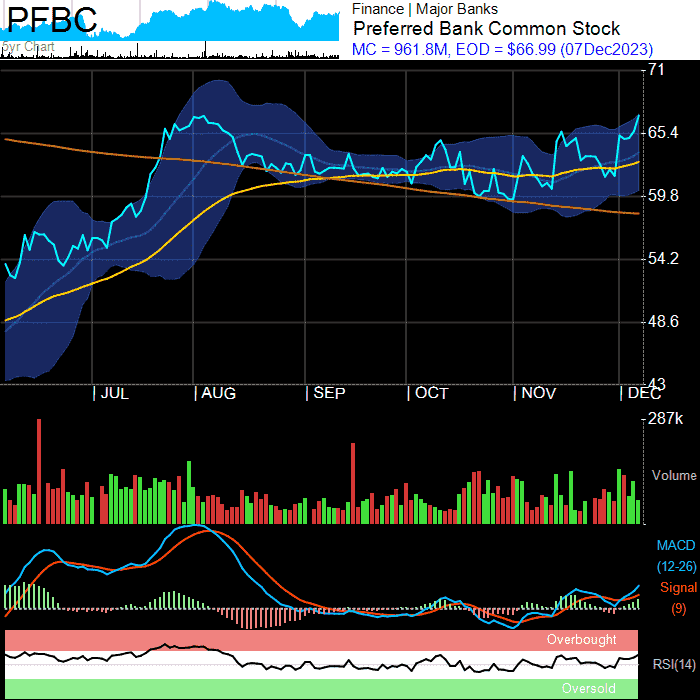 PFBC
5yr Chart
Finance | Major Banks
Preferred Bank Common Stock
MC = 961.8M, EOD = $66.99 (07Dec2023)
71
65.4
59.8
54.2
48.6
43
JUL AUG SEP OCT NOV DEC
287k
Volume
MACD
(12-26)
Signal
(9)
Overbought
RSI(14)
Oversold